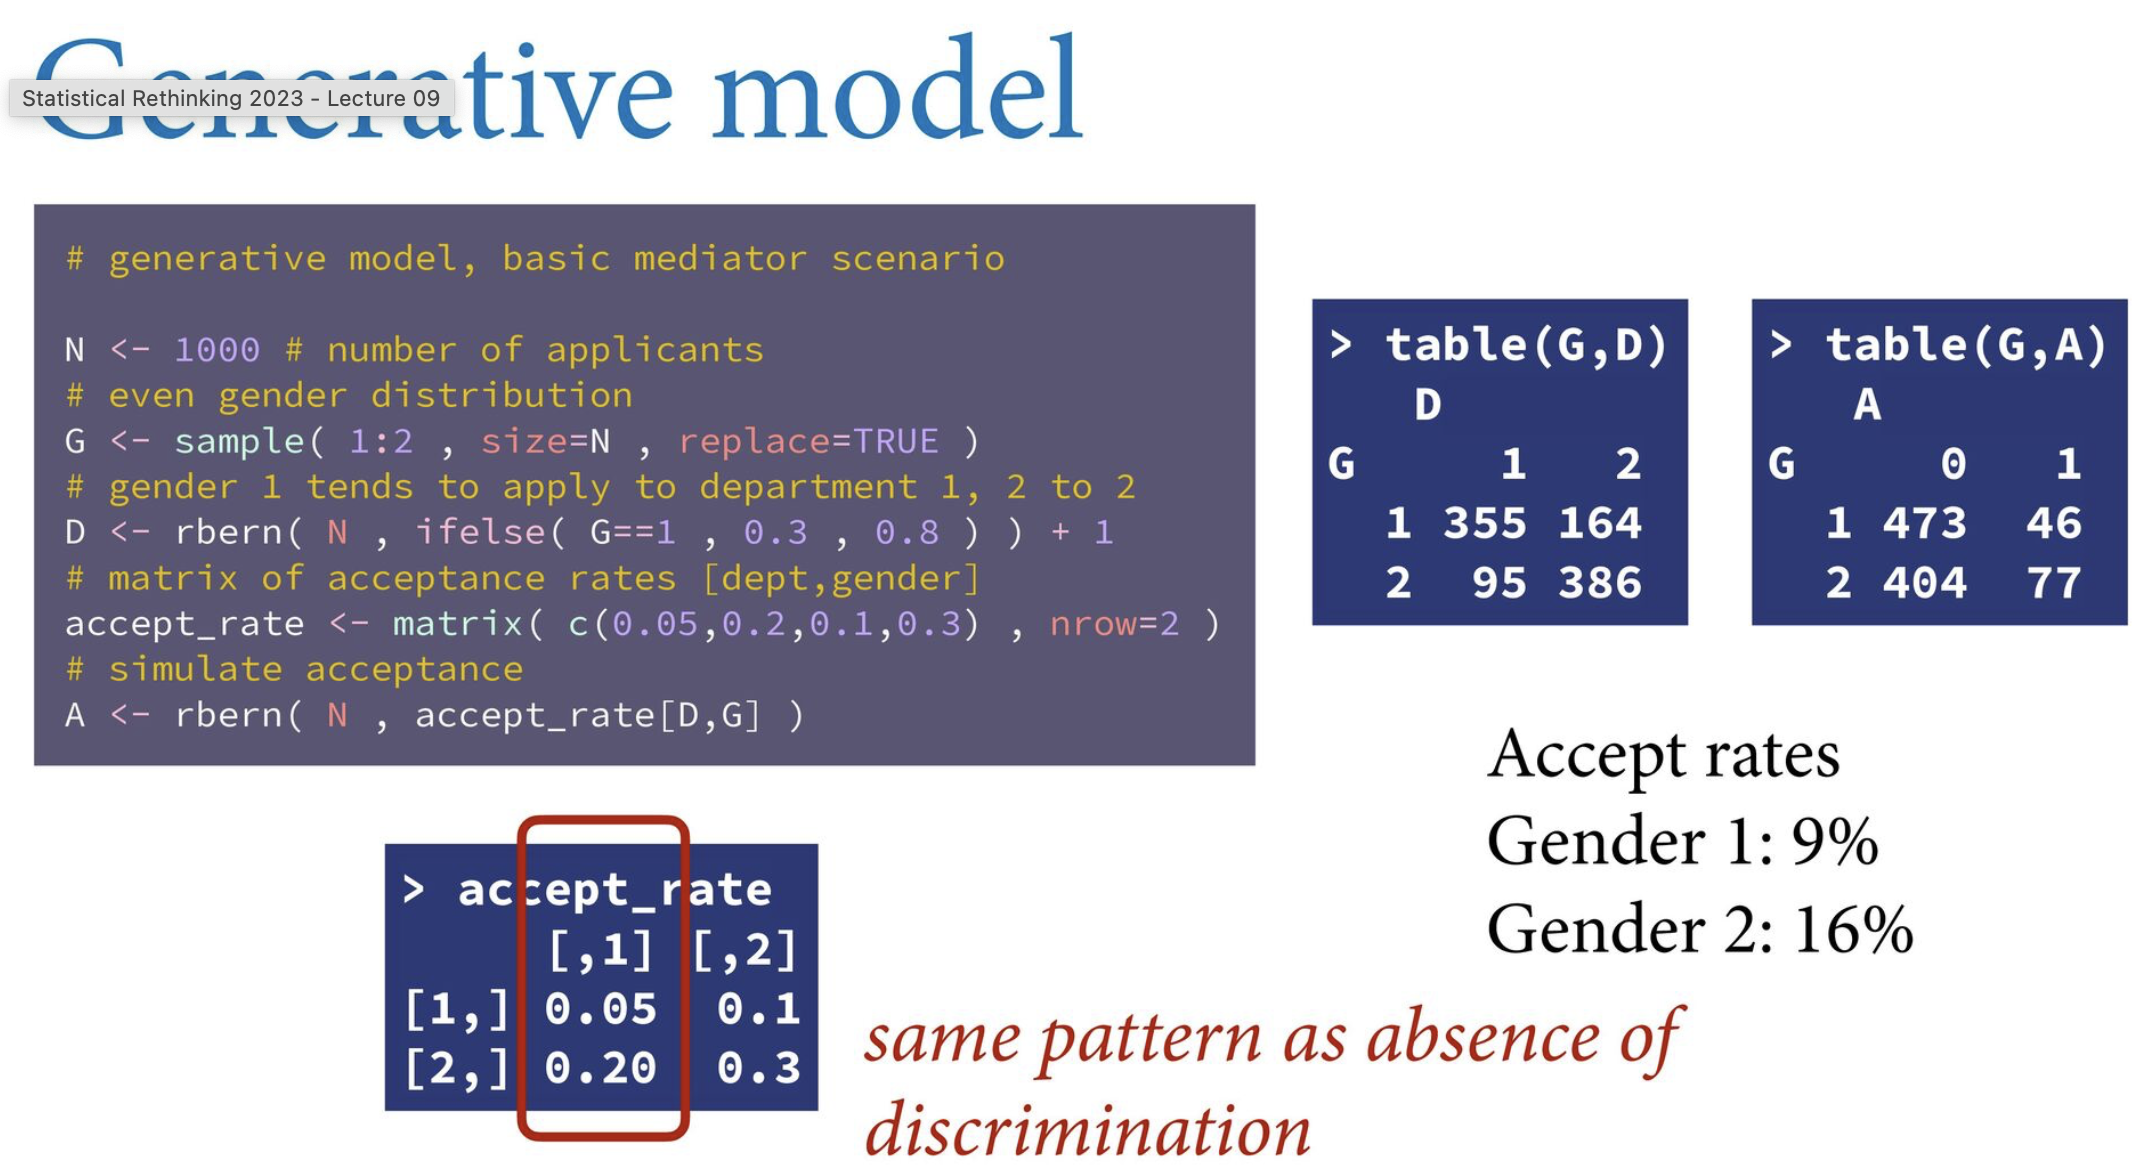 Generative model
Statistical Rethinking 2023 - Lecture 09
# generative model, basic mediator scenario
N <- 1000 # number of applicants
# even gender distribution
G <- sample( 1:2 , size=N , replace=TRUE )
# gender 1 tends to apply to department 1, 2 to 2
D <- rbern( N , ifelse( G==1 , 0.3 , 0.8 ) ) + 1
# matrix of acceptance rates [dept,gender]
accept_rate <- matrix( c(0.05,0.2,0.1,0.3) , nrow=2 )
# simulate acceptance
A <- rbern( N , accept_rate[D,G] )
> table(G,D)
D
G 1 2
1 355 164
2 95 386
> table(G,A)
A
G 0 1
1 473 46
2 404 77
Accept rates
Gender 1: 9%
Gender 2: 16%
> accept_rate
[,1] [,2]
[1,] 0.05 0.1
[2,] 0.20 0.3
same pattern as absence of
discrimination